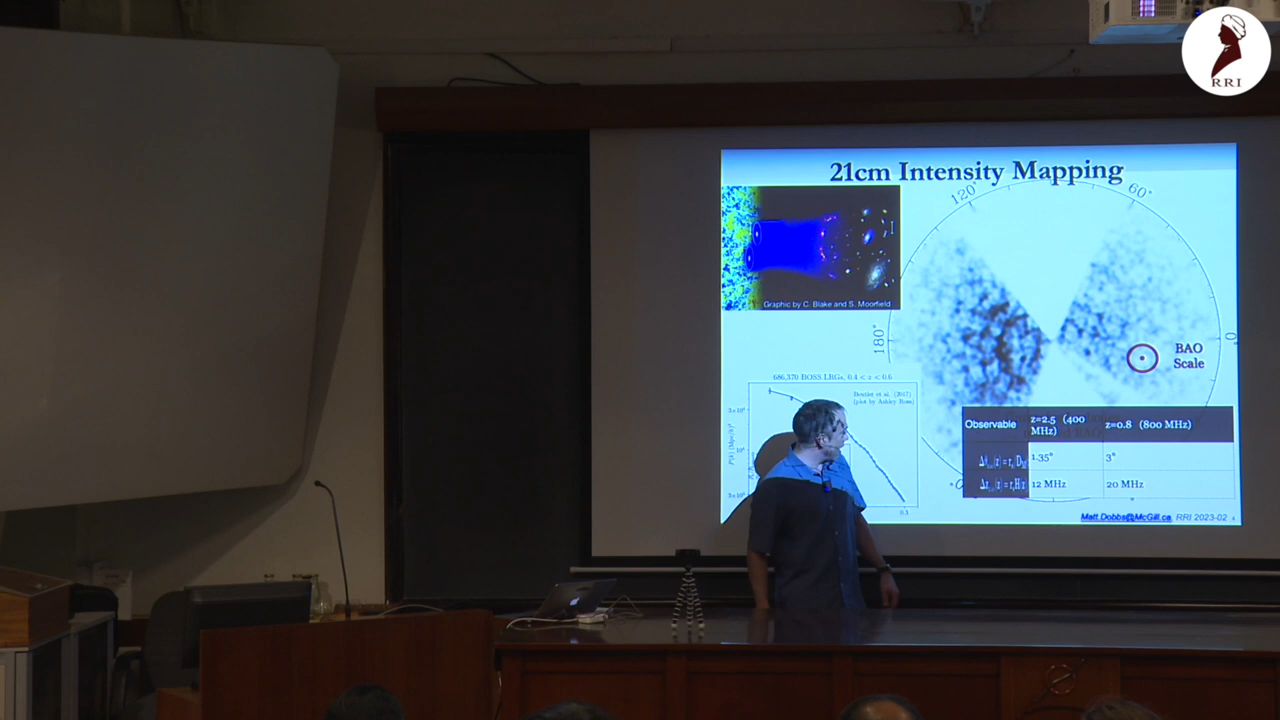 RRI
21cm Intensity Mapping
120°
60°
180°
0°
Graphic by C. Blake and S. Moorfield
BAO
Scale
686,370 BOSS LRGs, 0.4 < z < 0.6
Beutler et al. (2017)
(plot by Ashley Ross)
0.3
Observable z=2.5 (400 MHz) z=0.8 (800 MHz)
1.35° 3°
12 MHz 20 MHz
Matt.Dobbs@McGill.ca RRI 2023-02